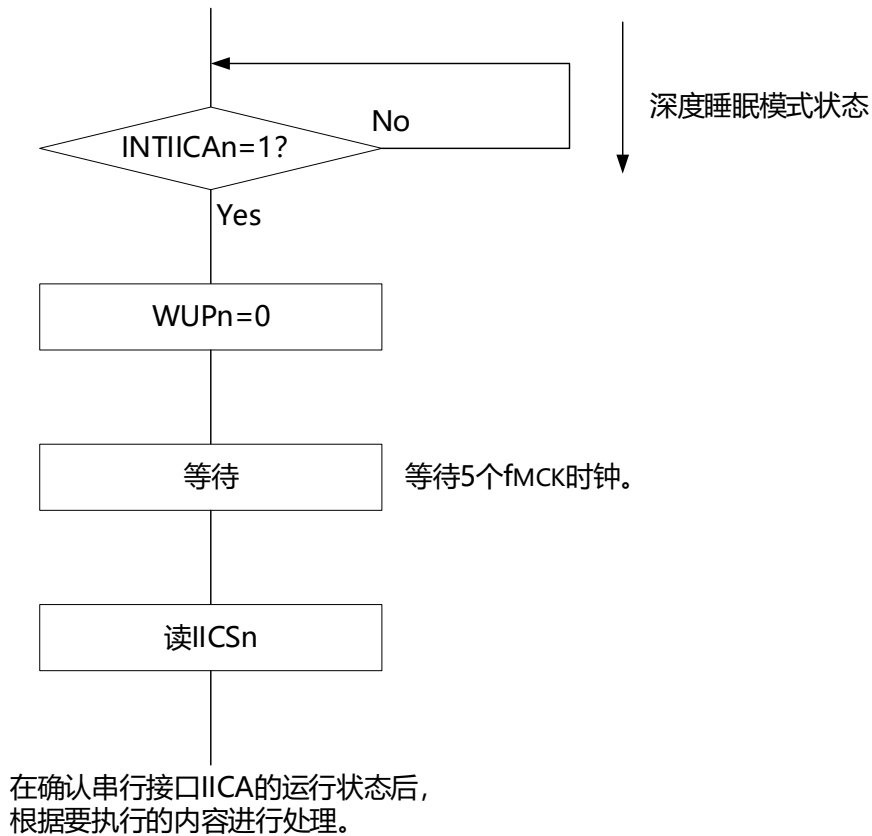 深度睡眠模式状态
No
INTIICAn=1?
Yes
WUPn=0
等待
等待5个fMCK时钟。
读IICSn
在确认串行接口IICA的运行状态后，
根据要执行的内容进行处理。